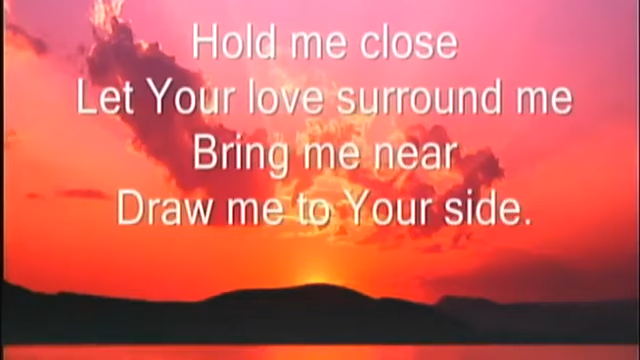 Hold me close
Let Your love surround me
Bring me near
Draw me to Your side.